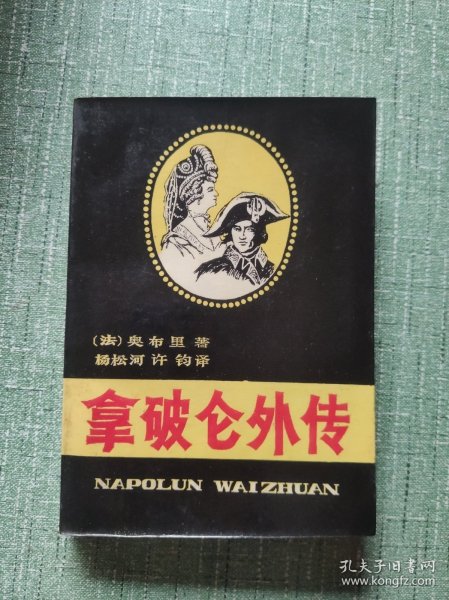 (法)奥布里 著
杨松河 许钧译
拿破仑外传
NAPOLUN WAIZHUAN
孔夫子旧书网
www.kongfz.com